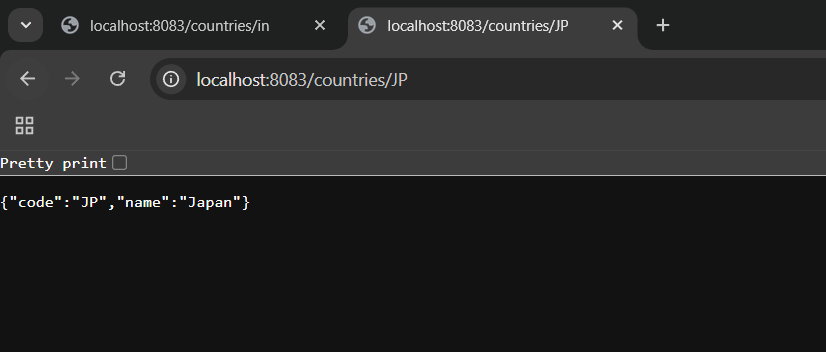 localhost:8083/countries/in
localhost:8083/countries/JP
localhost:8083/countries/JP
Pretty print
{"code":"JP","name":"Japan"}